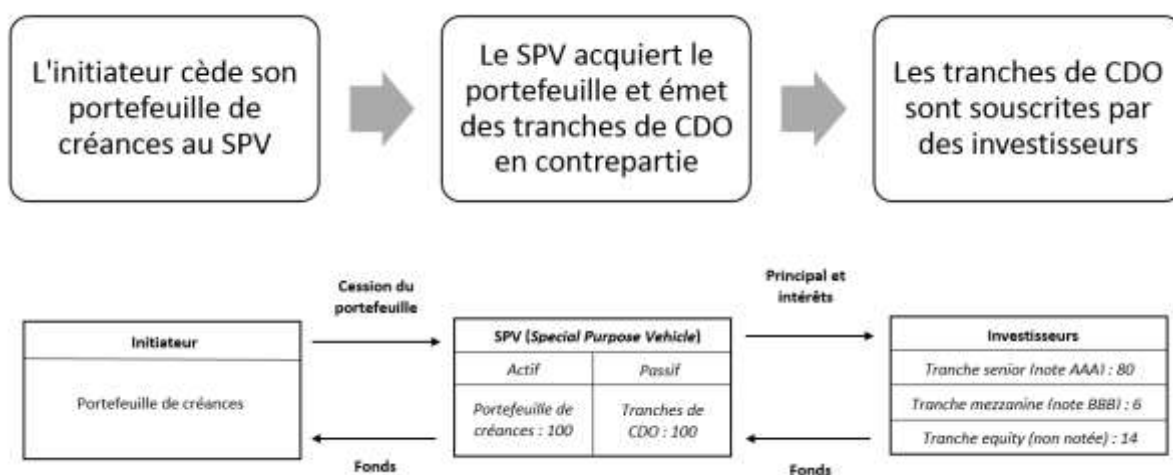 L'initiateur cède son
portefeuille de
créances au SPV
Le SPV acquiert le
portefeuille et émet
des tranches de CDO
en contrepartie
Les tranches de CDO
sont souscrites par
des investisseurs
Cession du
portefeuille
Principal et
intérêts
Initiateur
Portefeuille de créances
SPV (Special Purpose Vehicle)
Actif
Passif
Portefeuille de
créances : 100
Tranches de
CDO : 100
Investisseurs
Tranche senior (note AAA) : 80
Tranche mezzanine (note BBB) : 6
Tranche equity (non notée) : 14
Fonds
Fonds